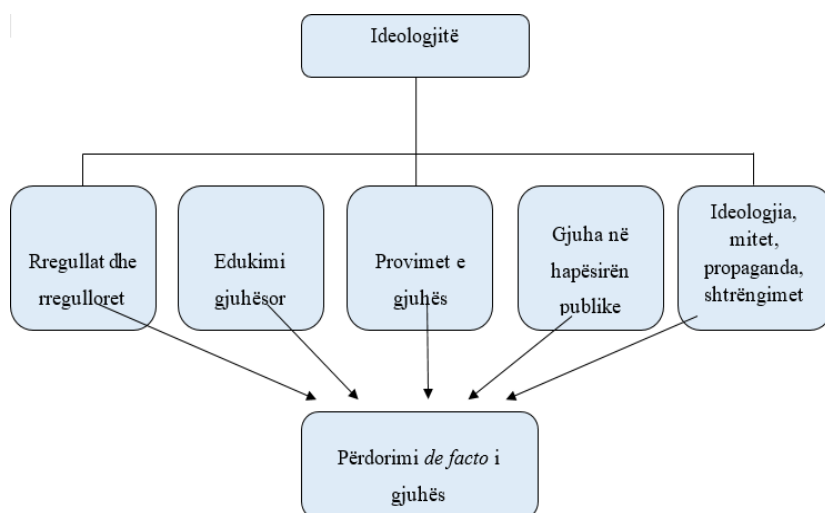 Ideologjitë
Rregullat dhe
rregulloret
Edukimi
gjuhësor
Provimet e
gjuhës
Gjuha në
hapësirën
publike
Ideologjia,
mitet,
propaganda,
shtrëngimet
Përdorimi de facto i
gjuhës